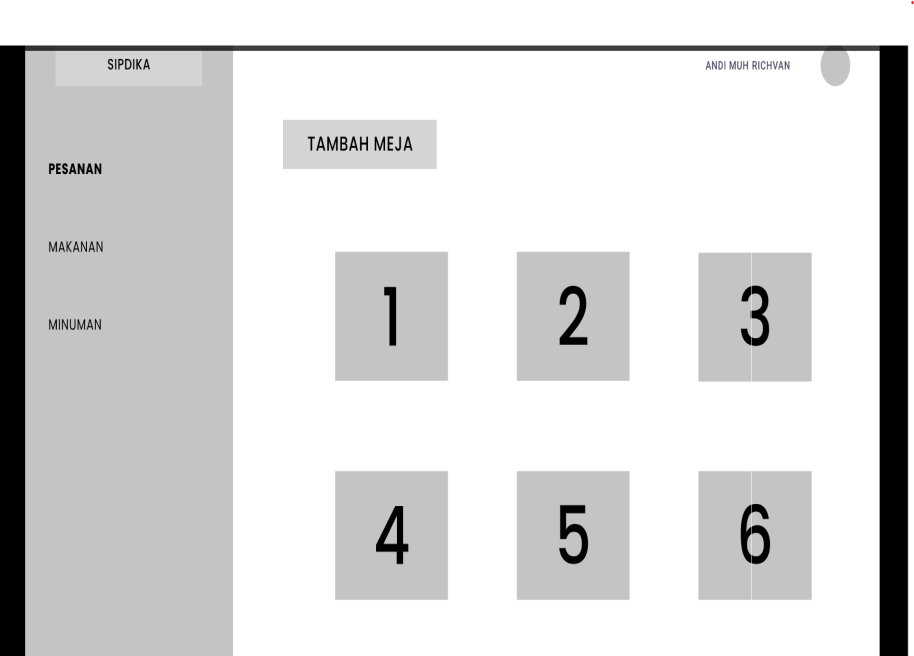 SIPDIKA
ANDI MUH RICHVAN
TAMBAH MEJA
PESANAN
MAKANAN
MINUMAN
1
2
3
4
5
6